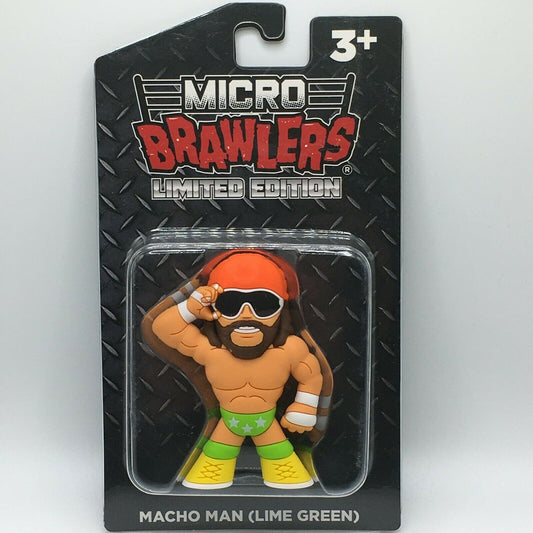 3+
MICRO
BRAWLERS®
LIMITED EDITION
MACHO MAN (LIME GREEN)